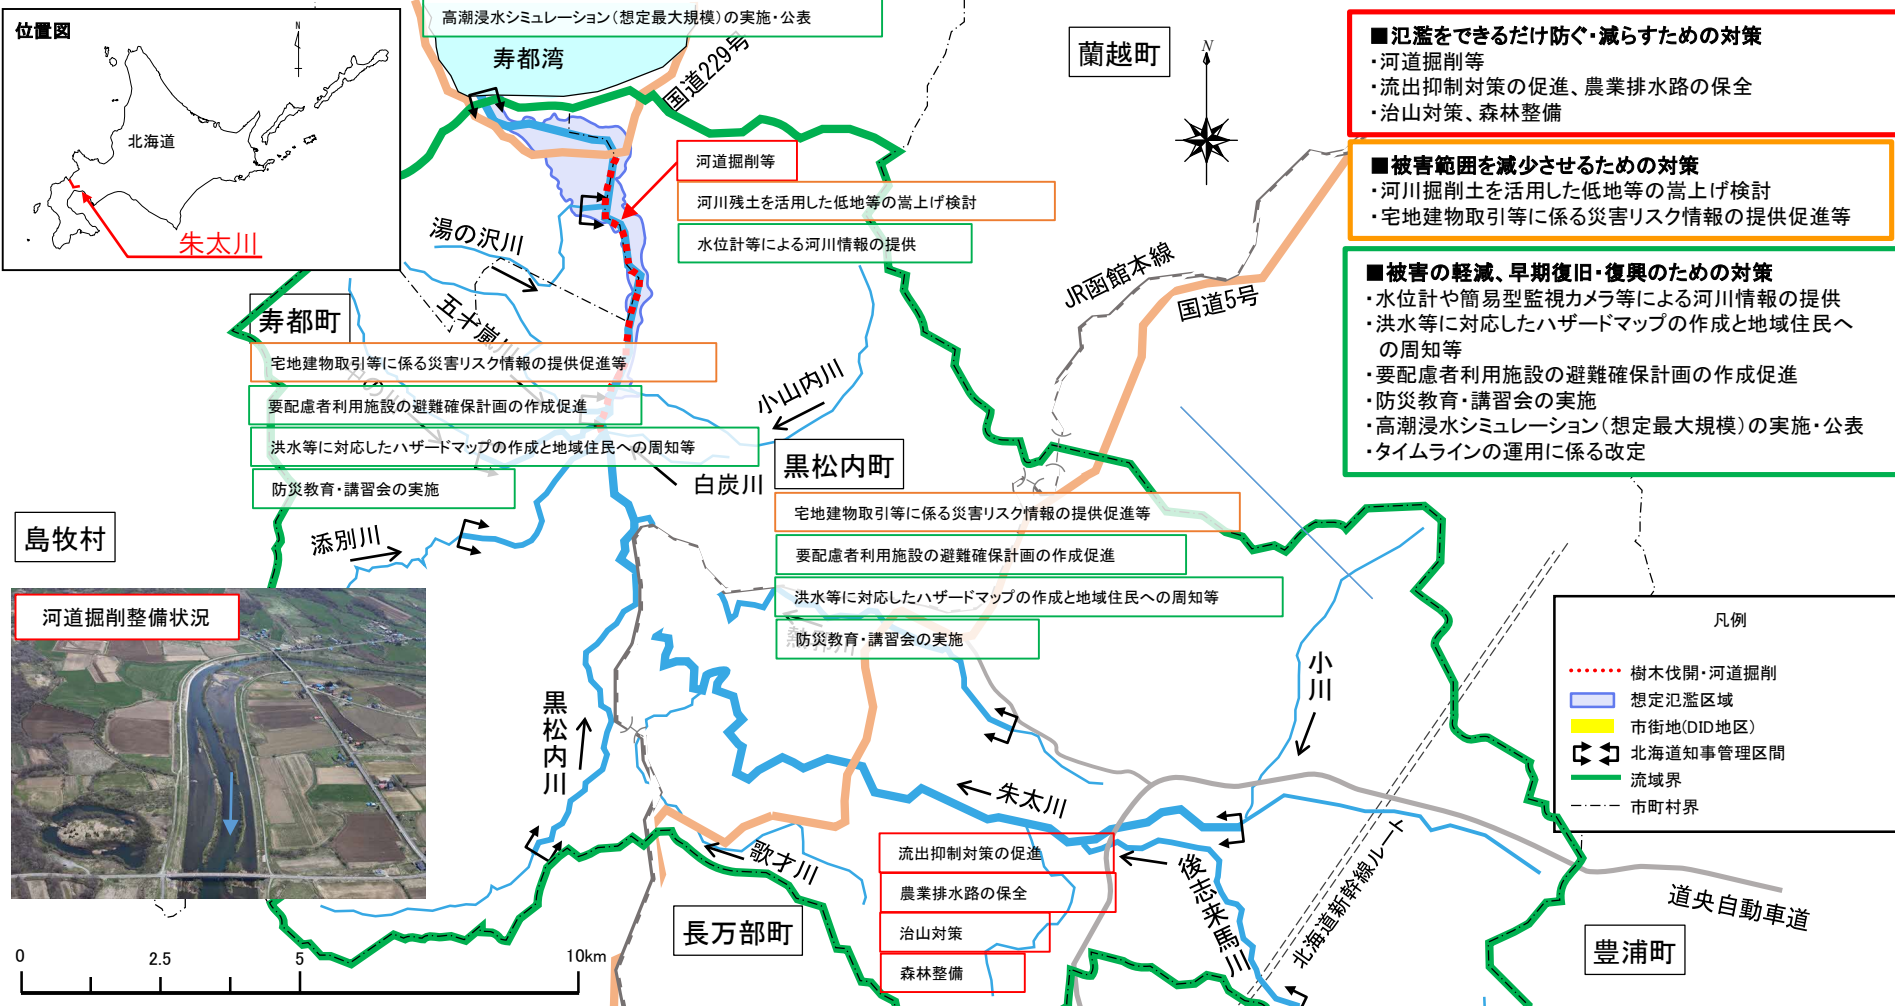 位置図
N
北海道
朱太川
高潮浸水シミュレーション（想定最大規模）の実施・公表
寿都湾
国道229号
蘭越町
N
■氾濫をできるだけ防ぐ・減らすための対策
・河道掘削等
・流出抑制対策の促進、農業排水路の保全
・治山対策、森林整備
■被害範囲を減少させるための対策
・河川掘削土を活用した低地等の嵩上げ検討
・宅地建物取引等に係る災害リスク情報の提供促進等
■被害の軽減、早期復旧・復興のための対策
・水位計や簡易型監視カメラ等による河川情報の提供
・洪水等に対応したハザードマップの作成と地域住民へ
の周知等
・要配慮者利用施設の避難確保計画の作成促進
・防災教育・講習会の実施
・高潮浸水シミュレーション（想定最大規模）の実施・公表
・タイムラインの運用に係る改定
河道掘削等
河川残土を活用した低地等の嵩上げ検討
水位計等による河川情報の提供
湯の沢川
JR函館本線
国道5号
寿都町
五十嵐川
宅地建物取引等に係る災害リスク情報の提供促進等
要配慮者利用施設の避難確保計画の作成促進
洪水等に対応したハザードマップの作成と地域住民への周知等
防災教育・講習会の実施
小山内川
白炭川
黒松内町
宅地建物取引等に係る災害リスク情報の提供促進等
要配慮者利用施設の避難確保計画の作成促進
洪水等に対応したハザードマップの作成と地域住民への周知等
防災教育・講習会の実施
島牧村
添別川
河道掘削整備状況
黒松内川
小川
朱太川
歌才川
後志来馬川
北海道新幹線ルート
道央自動車道
流出抑制対策の促進
農業排水路の保全
治山対策
森林整備
長万部町
豊浦町
凡例
樹木伐開・河道掘削
想定氾濫区域
市街地(DID地区)
北海道知事管理区間
流域界
市町村界
0 2.5 5 10km